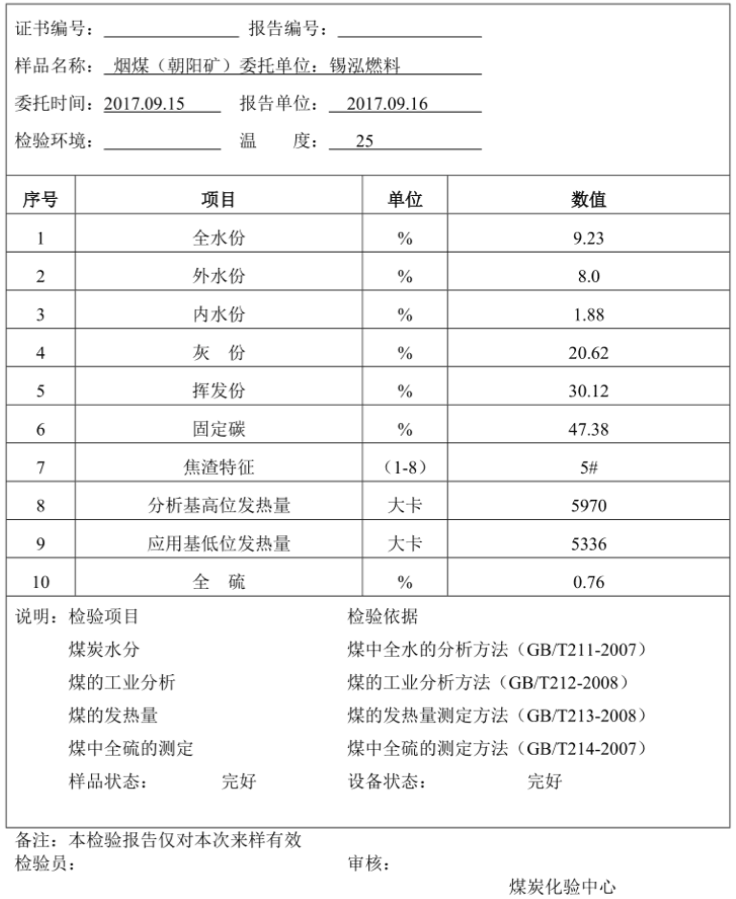 证书编号： 报告编号：
样品名称： 烟煤（朝阳矿）委托单位：锡泓燃料
委托时间：2017.09.15 报告单位： 2017.09.16
检验环境： 温 度： 25
序号 项目 单位 数值
1 全水份 % 9.23
2 外水份 % 8.0
3 内水份 % 1.88
4 灰 份 % 20.62
5 挥发份 % 30.12
6 固定碳 % 47.38
7 焦渣特征 （1-8） 5#
8 分析基高位发热量 大卡 5970
9 应用基低位发热量 大卡 5336
10 全 硫 % 0.76
说明：检验项目 检验依据
煤炭水分 煤中全水的分析方法（GB/T211-2007）
煤的工业分析 煤的工业分析方法（GB/T212-2008）
煤的发热量 煤的发热量测定方法（GB/T213-2008）
煤中全硫的测定 煤中全硫的测定方法（GB/T214-2007）
样品状态： 完好 设备状态： 完好
备注：本检验报告仅对本次来样有效
检验员： 审核：
煤炭化验中心